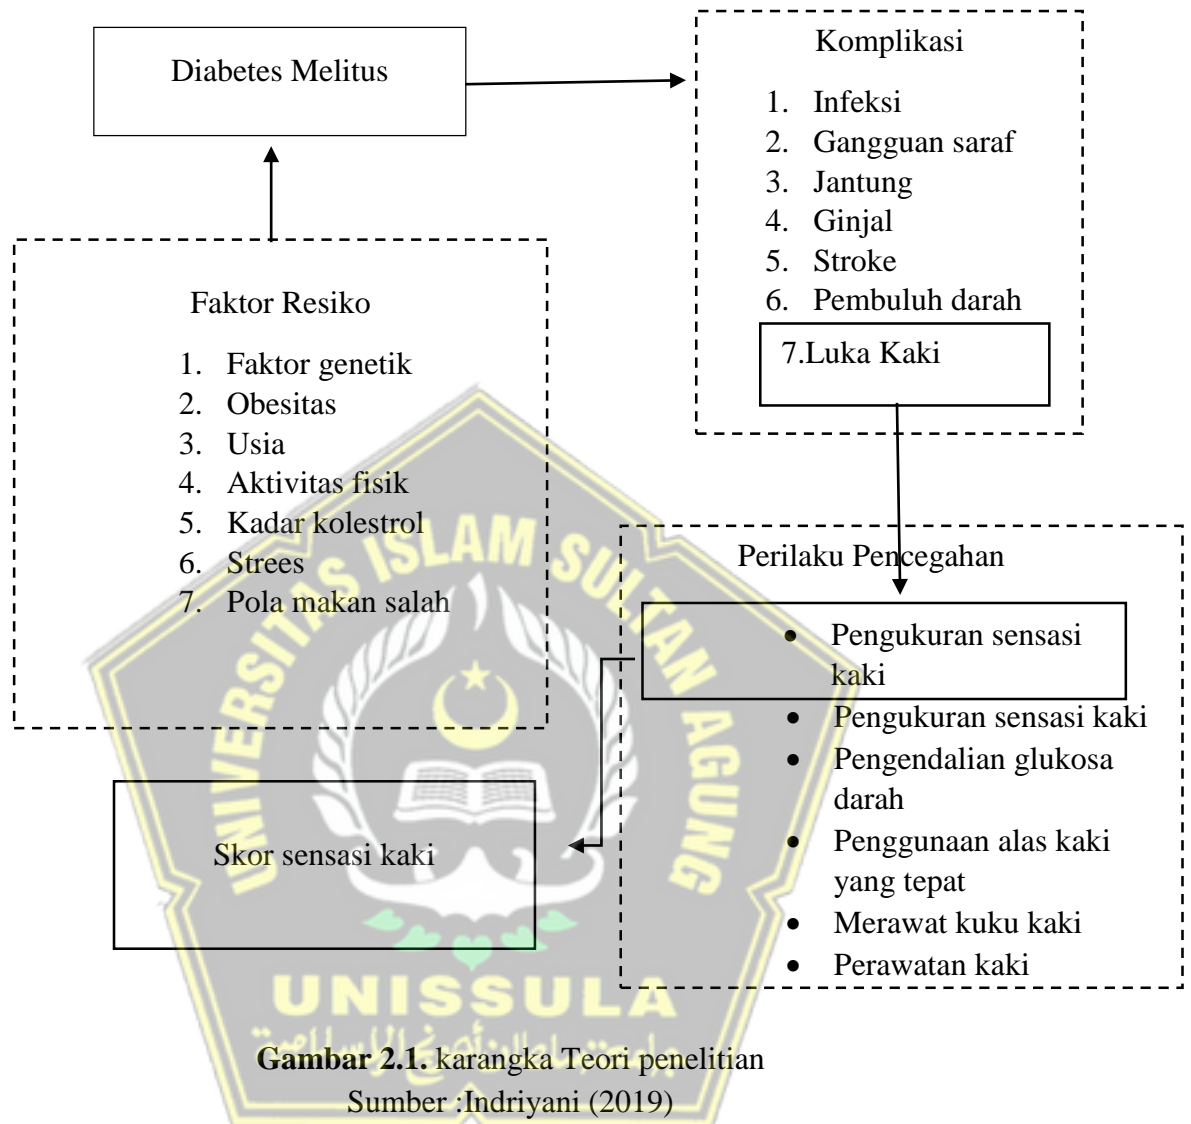 Diabetes Melitus
Komplikasi
1. Infeksi
2. Gangguan saraf
3. Jantung
4. Ginjal
5. Stroke
6. Pembuluh darah
7.Luka Kaki
Faktor Resiko
1. Faktor genetik
2. Obesitas
3. Usia
4. Aktivitas fisik
5. Kadar kolestrol
6. Strees
7. Pola makan salah
Perilaku Pencegahan
• Pengukuran sensasi
kaki
• Pengukuran sensasi kaki
• Pengendalian glukosa
darah
• Penggunaan alas kaki
yang tepat
• Merawat kuku kaki
• Perawatan kaki
Skor sensasi kaki
UNIVERSITAS ISLAM SULTAN AGUNG
UNISSULA
Gambar 2.1. karangka Teori penelitian
Sumber :Indriyani (2019)